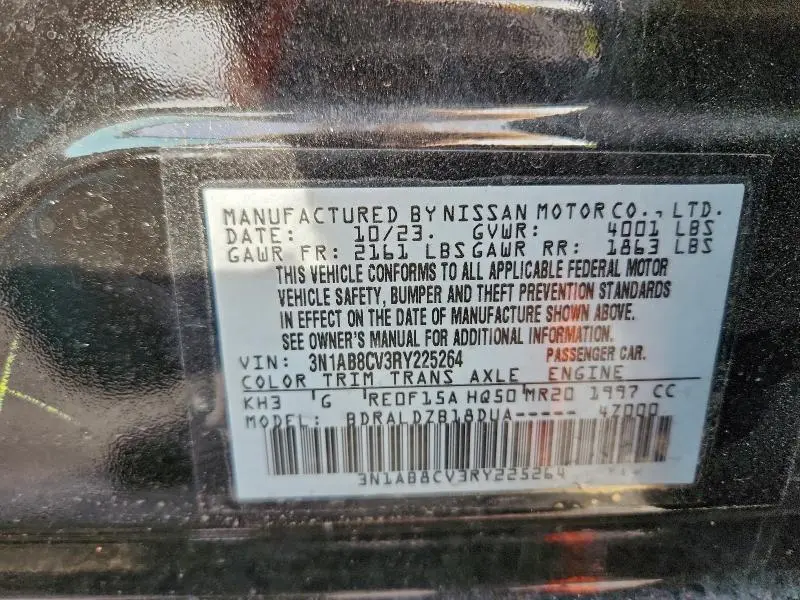 MANUFACTURED BY NISSAN MOTOR CO., LTD.
DATE: 10/23. GVWR: 4001 LBS
GAWR FR: 2161 LBS GAWR RR: 1863 LBS
THIS VEHICLE CONFORMS TO ALL APPLICABLE FEDERAL MOTOR
VEHICLE SAFETY, BUMPER AND THEFT PREVENTION STANDARDS
IN EFFECT ON THE DATE OF MANUFACTURE SHOWN ABOVE.
SEE OWNER'S MANUAL FOR ADDITIONAL INFORMATION.
VIN: 3N1AB8CV3RY225264 PASSENGER CAR.
COLOR TRIM TRANS AXLE ENGINE
KH3 G RE0F15A HQ50 MR20 1997 CC
MODEL: BDRALDZB18DUA----- 47000
3N1AB8CV3RY225264